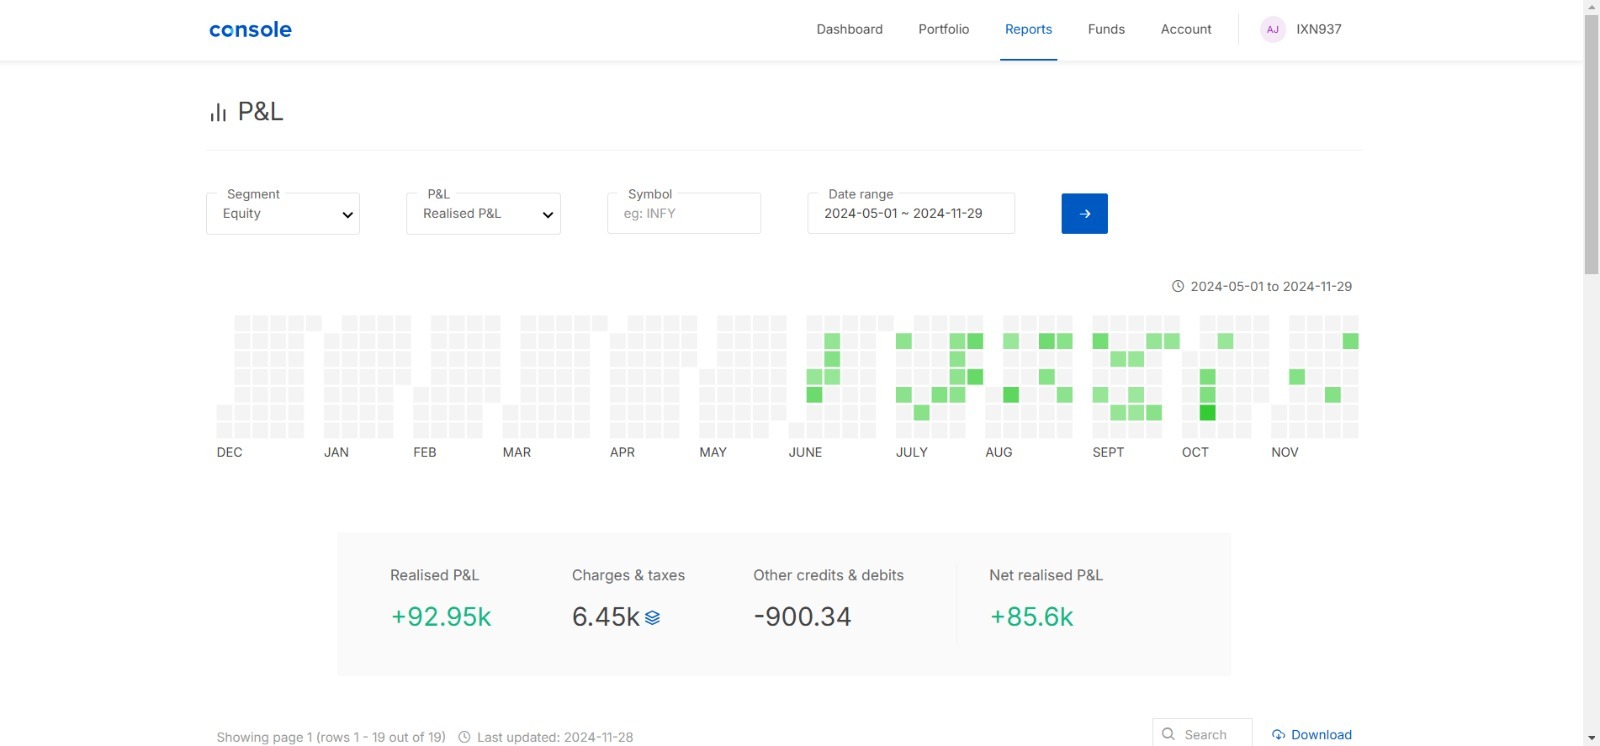 console
Dashboard Portfolio Reports Funds Account AJ IXN937
P&L
Segment P&L Symbol Date range
Equity Realised P&L eg: INFY 2024-05-01 ~ 2024-11-29
2024-05-01 to 2024-11-29
DEC JAN FEB MAR APR MAY JUNE JULY AUG SEPT OCT NOV
Realised P&L Charges & taxes Other credits & debits Net realised P&L
+92.95k 6.45k -900.34 +85.6k
Showing page 1 (rows 1 - 19 out of 19) Last updated: 2024-11-28 Search Download